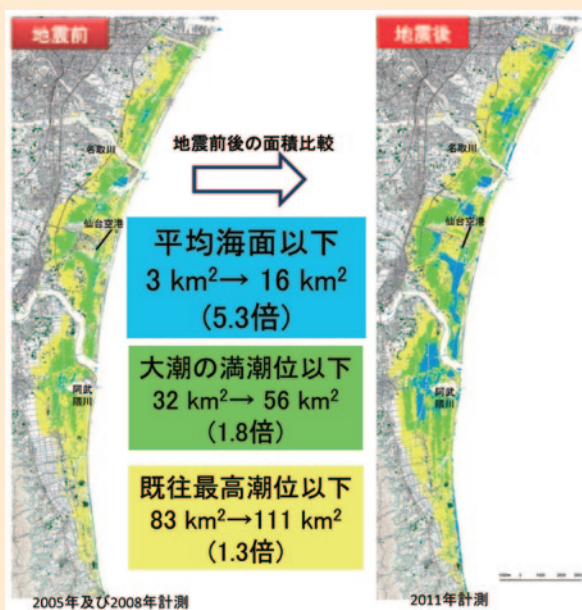 地震前
地震後
地震前後の面積比較
名取川
仙台空港
阿武
隈川
平均海面以下
3 km²→ 16 km²
(5.3倍)
大潮の満潮位以下
32 km²→ 56 km²
(1.8倍)
既往最高潮位以下
83 km²→111 km²
(1.3倍)
名取川
仙台空港
阿武
隈川
2005年及び2008年計測
2011年計測